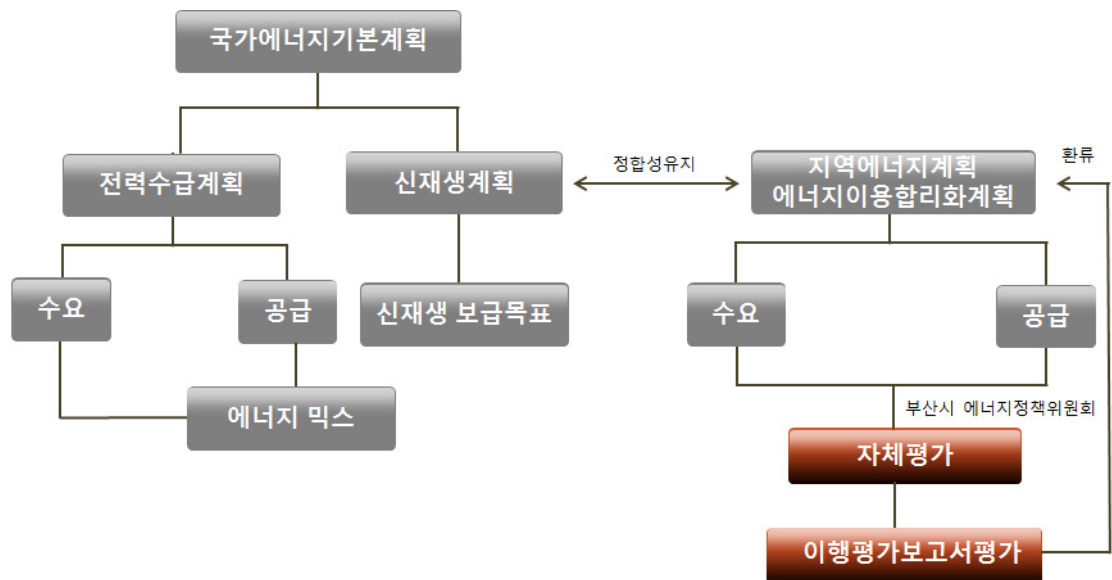 국가에너지기본계획
전력수급계획
신재생계획
정합성유지
지역에너지계획
에너지이용합리화계획
환류
수요
공급
신재생 보급목표
수요
공급
에너지 믹스
부산시 에너지정책위원회
자체평가
이행평가보고서평가